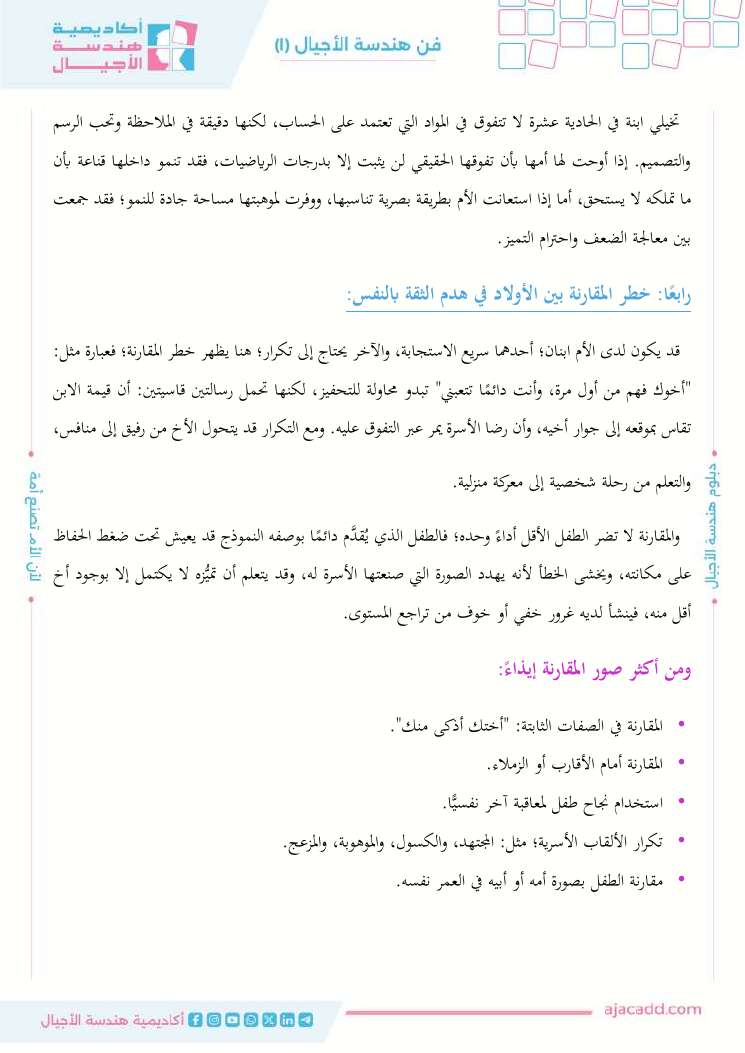 أكاديمية
هندسة
الأجيال
فن هندسة الأجيال (١)
تخيلي ابنة في الحادية عشرة لا تتفوق في المواد التي تعتمد على الحساب، لكنها دقيقة في الملاحظة وتحب الرسم
والتصميم. إذا أوحت لها أمها بأن تفوقها الحقيقي لن يثبت إلا بدرجات الرياضيات، فقد تنمو داخلها قناعة بأن
ما تملكه لا يستحق، أما إذا استعانت الأم بطريقة بصرية تناسبها، ووفرت لموهبتها مساحة جادة للنمو؛ فقد جمعت
بين معالجة الضعف واحترام التميز.
رابعًا: خطر المقارنة بين الأولاد في هدم الثقة بالنفس:
قد يكون لدى الأم ابنان؛ أحدهما سريع الاستجابة، والآخر يحتاج إلى تكرار؛ هنا يظهر خطر المقارنة؛ فعبارة مثل:
"أخوك فهم من أول مرة، وأنت دائمًا تتعبني" تبدو محاولة للتحفيز، لكنها تحمل رسالتين قاسيتين: أن قيمة الابن
تقاس بموقعه إلى جوار أخيه، وأن رضا الأسرة يمر عبر التفوق عليه. ومع التكرار قد يتحول الأخ من رفيق إلى منافس،
والتعلم من رحلة شخصية إلى معركة منزلية.
والمقارنة لا تضر الطفل الأقل أداءً وحده؛ فالطفل الذي يُقدَّم دائمًا بوصفه النموذج قد يعيش تحت ضغط الحفاظ
على مكانته، ويخشى الخطأ لأنه يهدد الصورة التي صنعتها الأسرة له، وقد يتعلم أن تميُّزه لا يكتمل إلا بوجود أخ
أقل منه، فينشأ لديه غرور خفي أو خوف من تراجع المستوى.
ومن أكثر صور المقارنة إيذاءً:
• المقارنة في الصفات الثابتة: "أختك أذكى منك".
• المقارنة أمام الأقارب أو الزملاء.
• استخدام نجاح طفل لمعاقبة آخر نفسيًّا.
• تكرار الألقاب الأسرية؛ مثل: المجتهد، والكسول، والموهوبة، والمزعج.
• مقارنة الطفل بصورة أمه أو أبيه في العمر نفسه.
دبلوم هندسة الأجيال
لأن الأم تصنع أمة
ajacadd.com
أكاديمية هندسة الأجيال